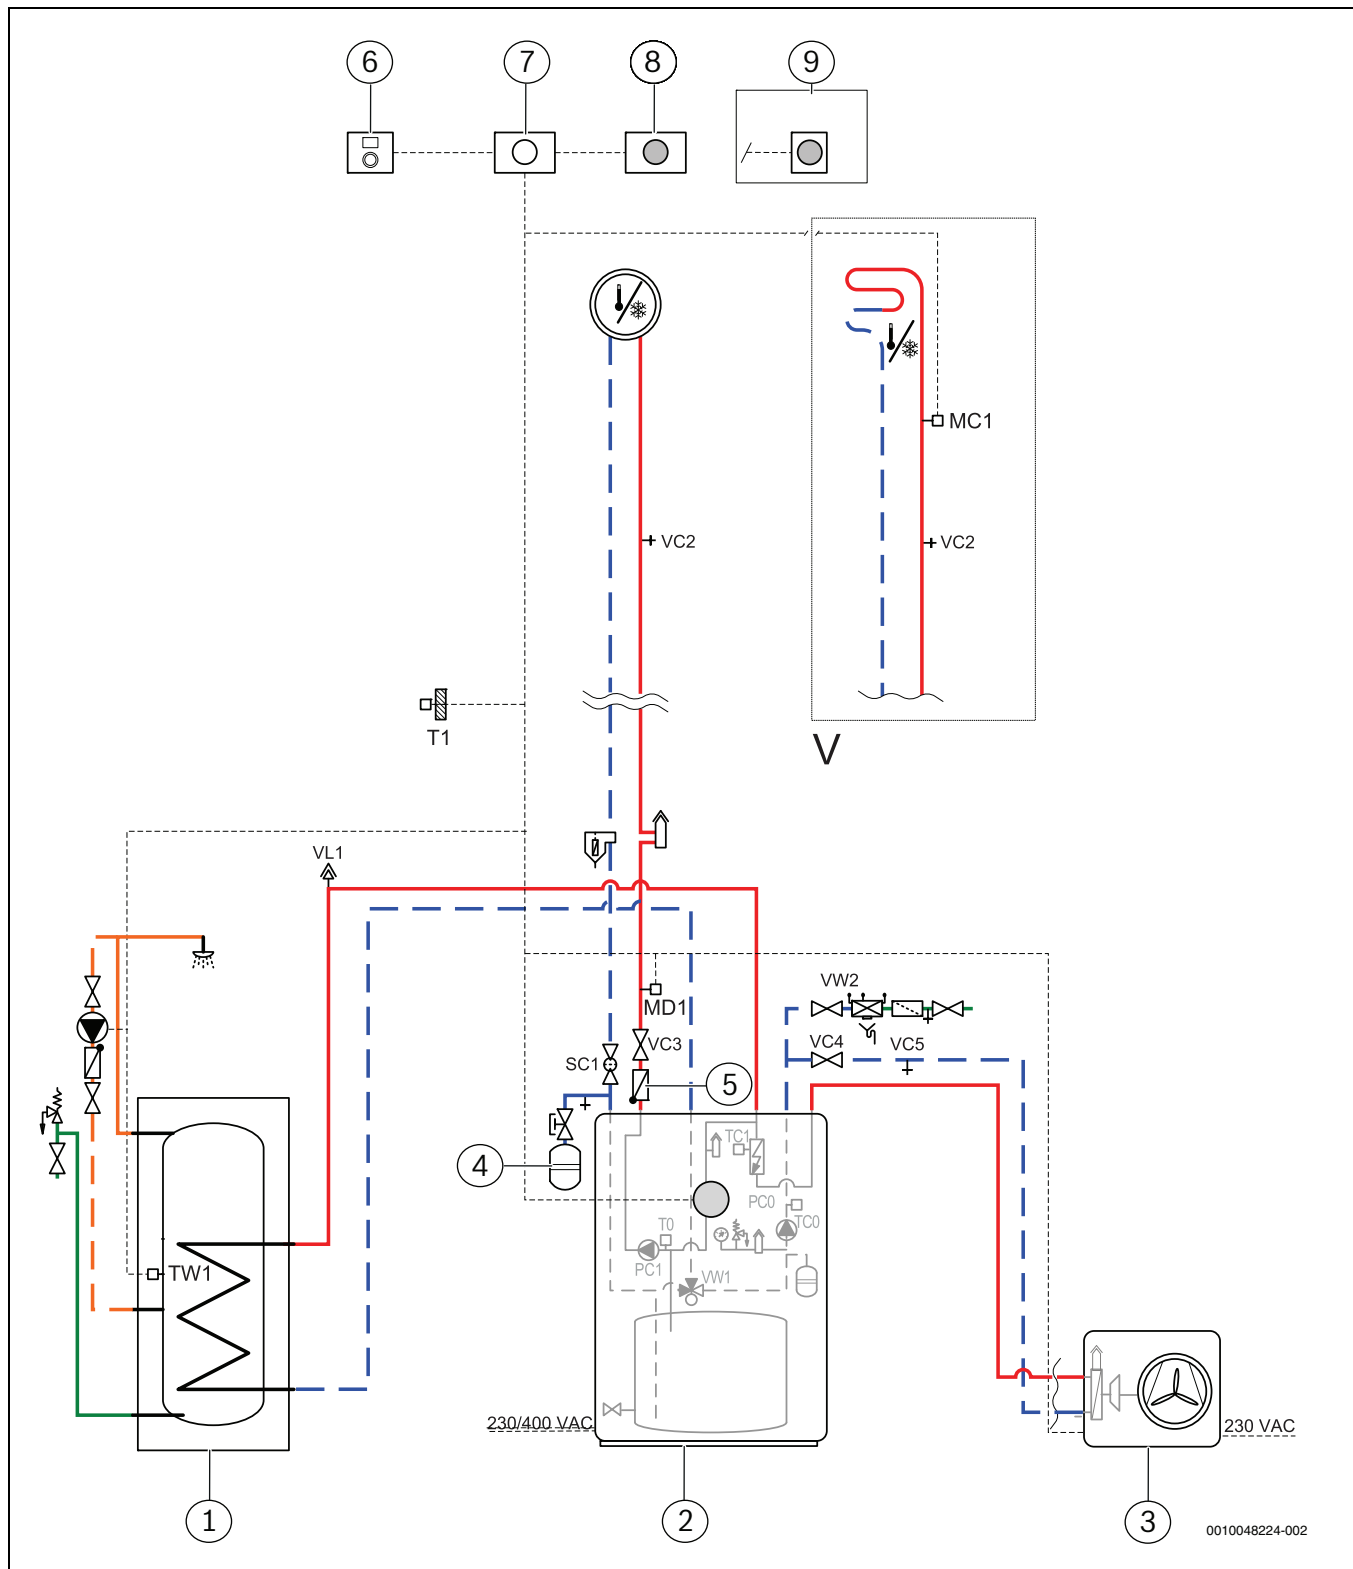 6
7
8
9
MC1
VC2
VC2
T1
V
VL1
VW2
MD1
VC3
VC4
VC5
SC1
5
TC1
4
PC0
T0
TC0
PC1
VW1
TW1
230/400 VAC
230 VAC
1
2
3
0010048224-002